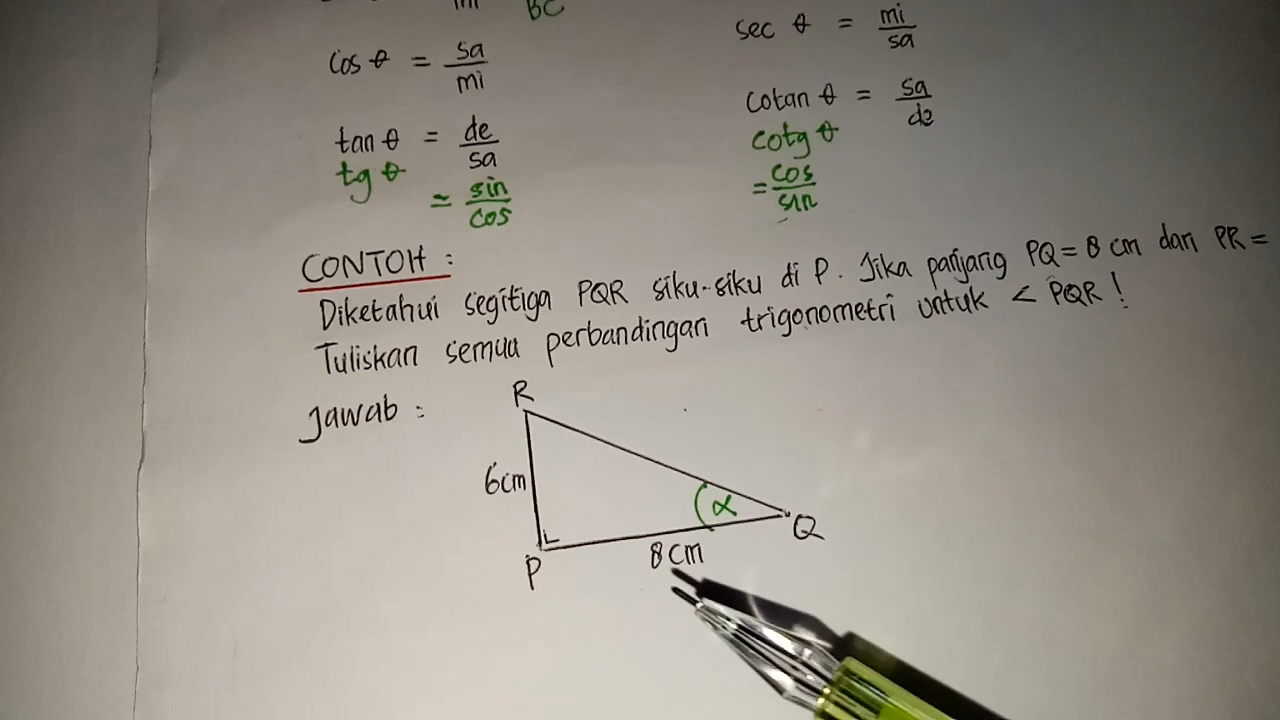 mi BC
cos θ = sa/mi
sec θ = mi/sa
tan θ = de/sa
tg θ
= sin/cos
cotan θ = sa/de
cotg θ
= cos/sin
CONTOH :
Diketahui segitiga PQR siku-siku di P. Jika panjang PQ = 8 cm dan PR =
Tuliskan semua perbandingan trigonometri untuk < PQR !
Jawab :
R
6cm
α
Q
P
8 cm